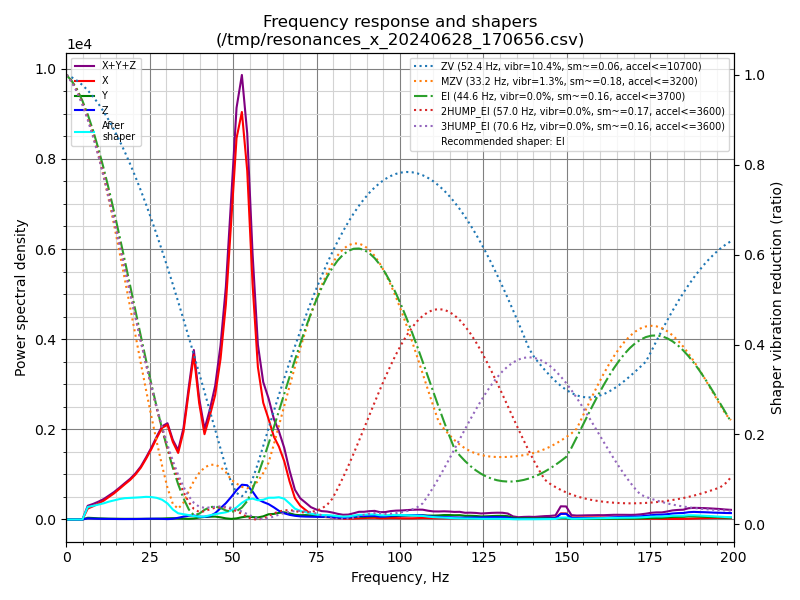 Frequency response and shapers
(/tmp/resonances_x_20240628_170656.csv)
1e4
X+Y+Z
X
Y
Z
After
shaper
ZV (52.4 Hz, vibr=10.4%, sm~=0.06, accel<=10700)
MZV (33.2 Hz, vibr=1.3%, sm~=0.18, accel<=3200)
EI (44.6 Hz, vibr=0.0%, sm~=0.16, accel<=3700)
2HUMP_EI (57.0 Hz, vibr=0.0%, sm~=0.17, accel<=3600)
3HUMP_EI (70.6 Hz, vibr=0.0%, sm~=0.16, accel<=3600)
Recommended shaper: EI
Power spectral density
1.0
0.8
0.6
0.4
0.2
0.0
Shaper vibration reduction (ratio)
1.0
0.8
0.6
0.4
0.2
0.0
0 25 50 75 100 125 150 175 200
Frequency, Hz